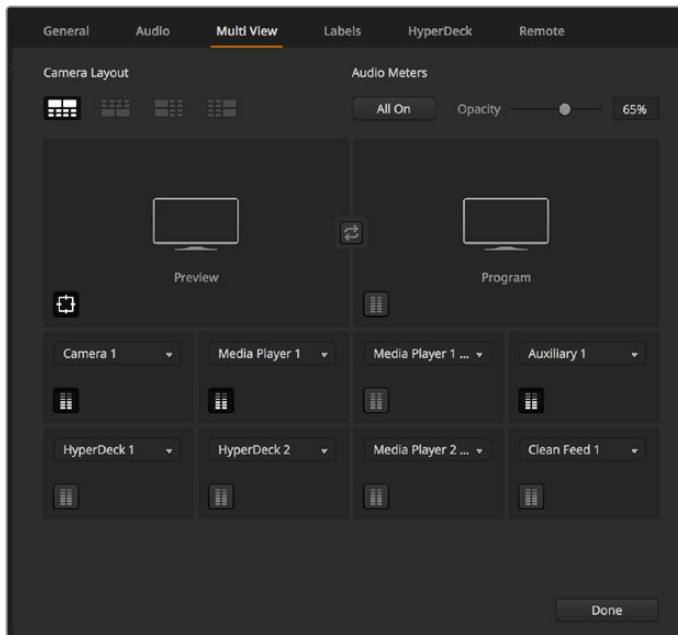 General Audio Multi View Labels HyperDeck Remote
Camera Layout Audio Meters
All On Opacity 65%
Preview Program
Camera 1 Media Player 1 Media Player 1 ... Auxiliary 1
HyperDeck 1 HyperDeck 2 Media Player 2 ... Clean Feed 1
Done